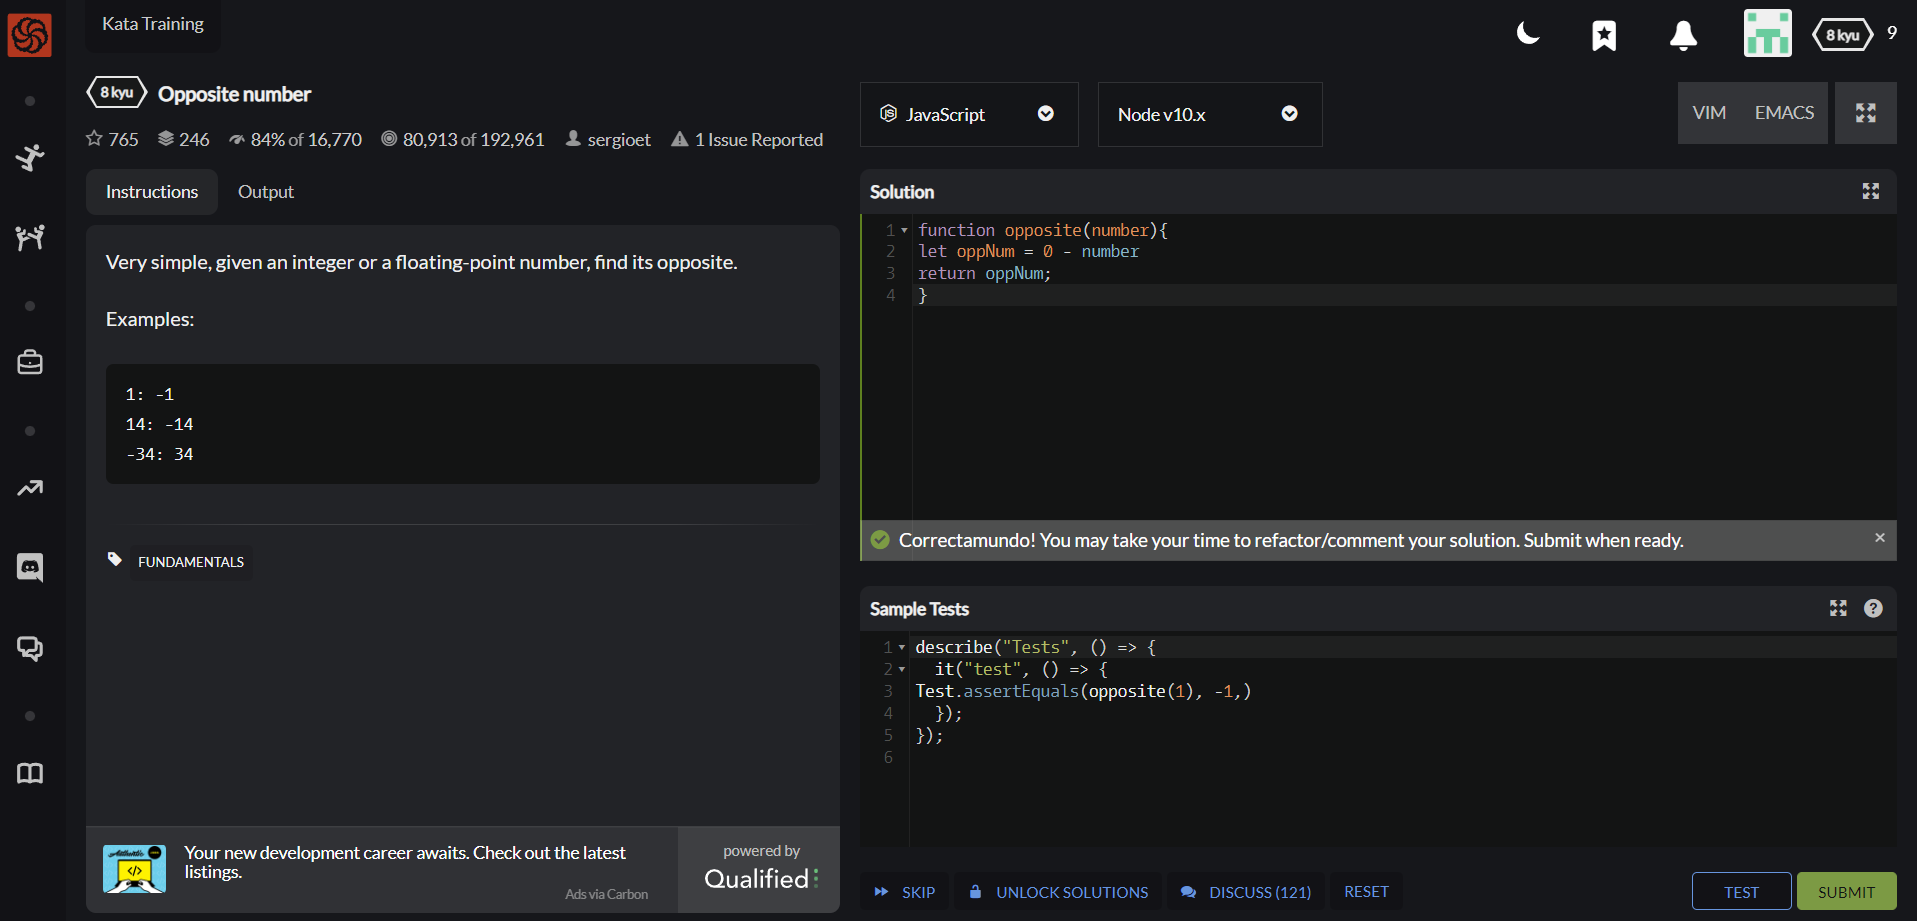 Kata Training
8 kyu
9
8 kyu Opposite number
765 246 84% of 16,770 80,913 of 192,961 sergioet 1 Issue Reported
JavaScript
Node v10.x
VIM EMACS
Instructions Output
Very simple, given an integer or a floating-point number, find its opposite.
Examples:
1: -1
14: -14
-34: 34
FUNDAMENTALS
Your new development career awaits. Check out the latest
listings.
Ads via Carbon
powered by
Qualified
Solution
1 function opposite(number){
2 let oppNum = 0 - number
3 return oppNum;
4 }
Correctamundo! You may take your time to refactor/comment your solution. Submit when ready.
Sample Tests
1 describe("Tests", () => {
2   it("test", () => {
3 Test.assertEquals(opposite(1), -1,)
4   });
5 });
6
SKIP UNLOCK SOLUTIONS DISCUSS (121) RESET TEST SUBMIT